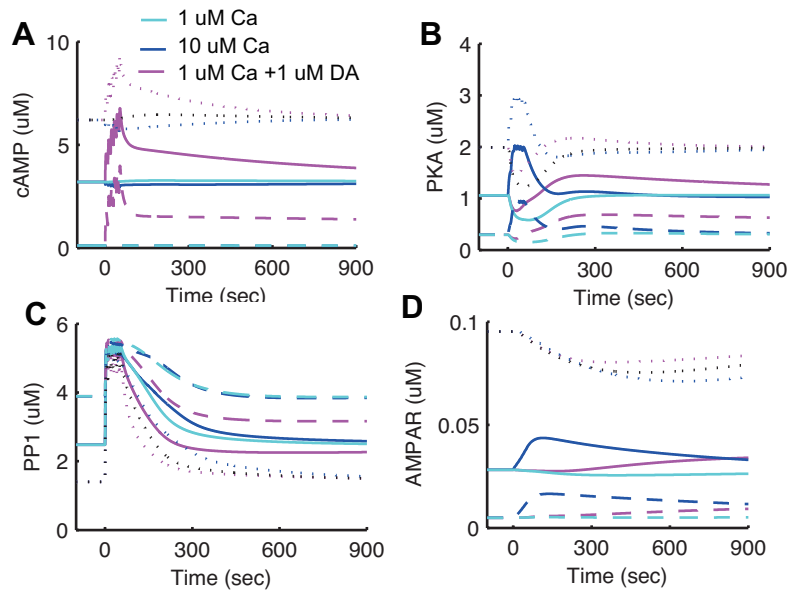 A
1 uM Ca
10 uM Ca
1 uM Ca +1 uM DA
10
5
0
cAMP (uM)
0 300 600 900
Time (sec)
B
4
3
2
1
0
PKA (uM)
0 300 600 900
Time (sec)
C
6
4
2
0
PP1 (uM)
0 300 600 900
Time (sec)
D
0.1
0.05
0
AMPAR (uM)
0 300 600 900
Time (sec)